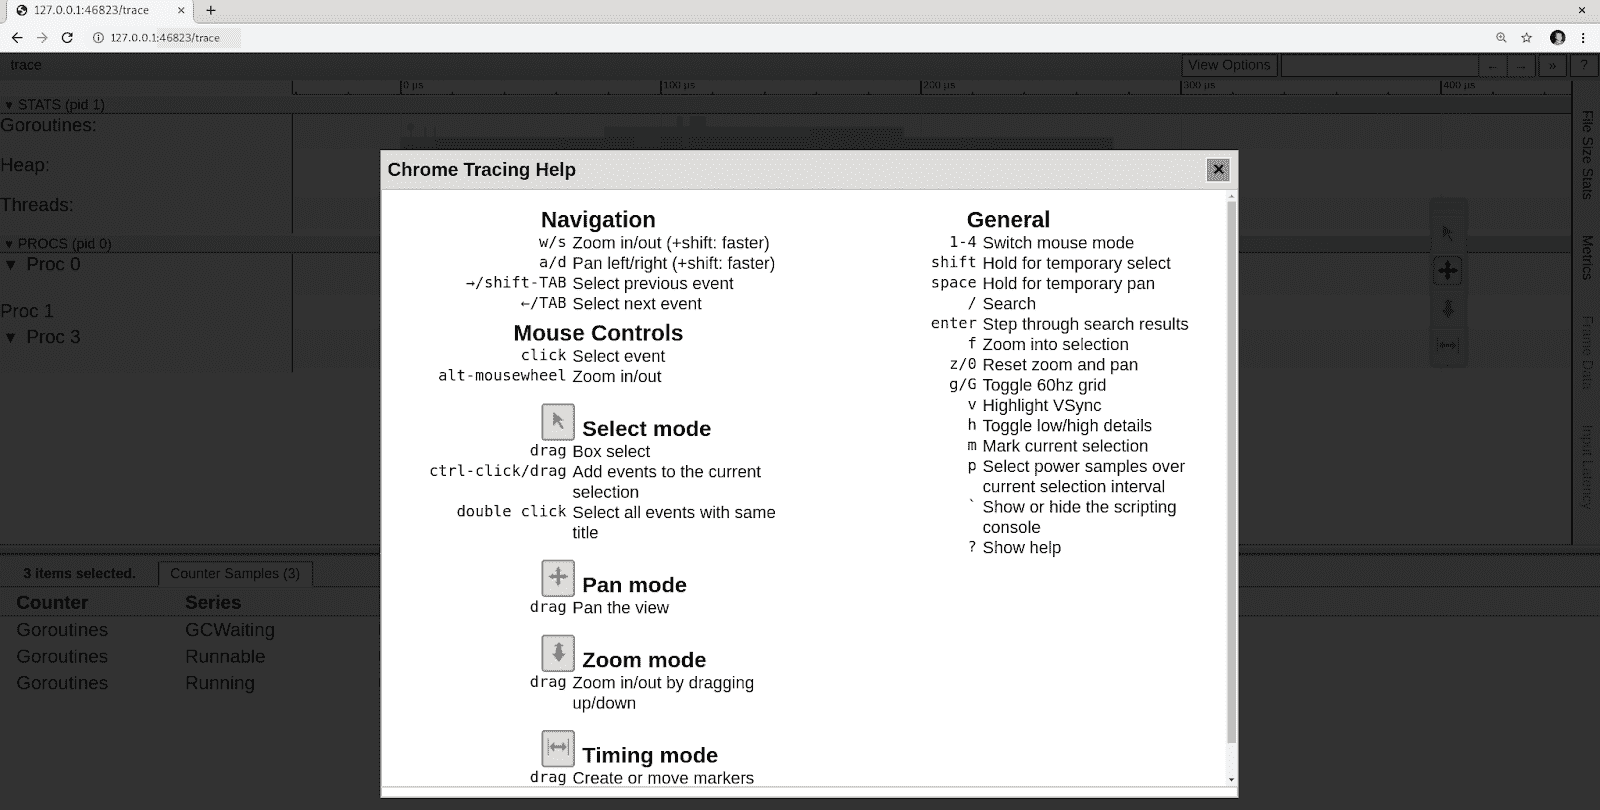 127.0.0.1:46823/trace
127.0.0.1:46823/trace
trace
View Options
← → » ?
0 µs 100 µs 200 µs 300 µs 400 µs
▼ STATS (pid 1)
Goroutines:
Heap:
Threads:
▼ PROCS (pid 0)
▼ Proc 0
Proc 1
▼ Proc 3
File Size Stats
Metrics
Frame Data
Input Latency
Chrome Tracing Help
Navigation
w/s Zoom in/out (+shift: faster)
a/d Pan left/right (+shift: faster)
→/shift-TAB Select previous event
←/TAB Select next event
Mouse Controls
click Select event
alt-mousewheel Zoom in/out
Select mode
drag Box select
ctrl-click/drag Add events to the current
selection
double click Select all events with same
title
Pan mode
drag Pan the view
Zoom mode
drag Zoom in/out by dragging
up/down
Timing mode
drag Create or move markers
General
1-4 Switch mouse mode
shift Hold for temporary select
space Hold for temporary pan
/ Search
enter Step through search results
f Zoom into selection
z/0 Reset zoom and pan
g/G Toggle 60hz grid
v Highlight VSync
h Toggle low/high details
m Mark current selection
p Select power samples over
current selection interval
` Show or hide the scripting
console
? Show help
3 items selected. Counter Samples (3)
Counter Series
Goroutines GCWaiting
Goroutines Runnable
Goroutines Running